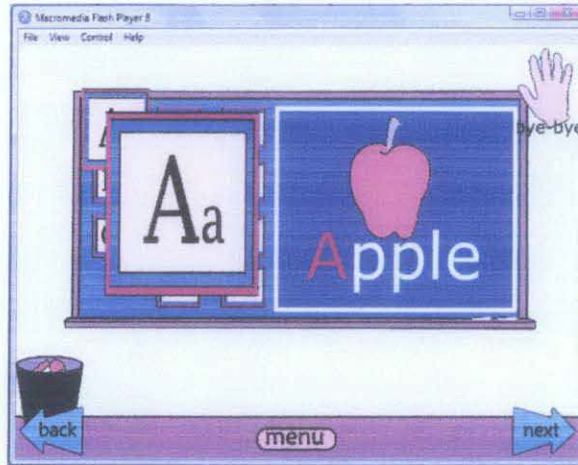 Macromedia Flash Player 8
File View Control Help
bye-bye
Aa
Apple
back
menu
next